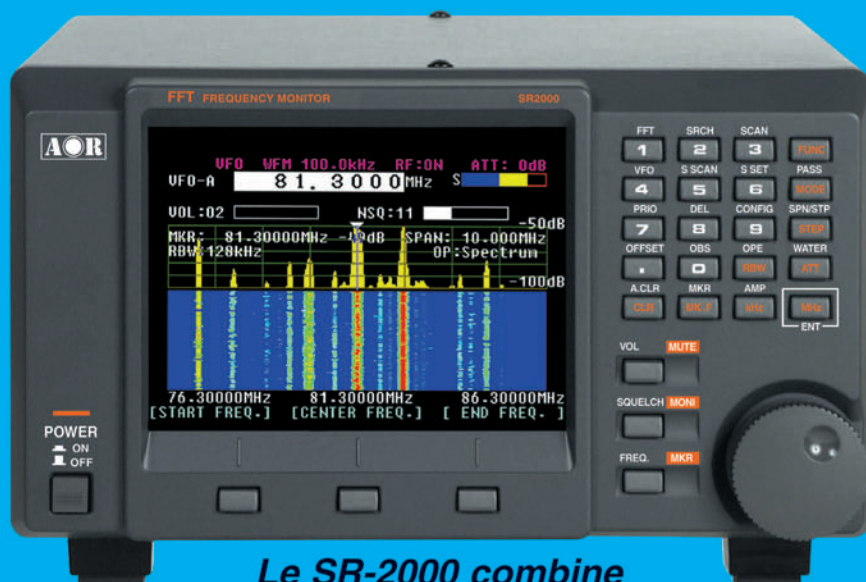 FFT FREQUENCY MONITOR SR2000
AOR
VFO WFM 100.0kHz RF:ON ATT: 0dB
VFO-A 81.3000 MHz S
VOL:02 NSQ:11
-50dB
MKR: 81.30000MHz SPAN: 10.000MHz
RBW:128kHz OP:Spectrum
-100dB
76.30000MHz 81.30000MHz 86.30000MHz
[START FREQ.] [CENTER FREQ.] [ END FREQ. ]
POWER
ON
OFF
FFT SRCH SCAN
1 2 3 FUNC
VFO S SCAN S SET PASS
4 5 6 MODE
PRIO DEL CONFIG SPN/STP
7 8 9 STEP
OFFSET OBS OPE WATER
. 0 RBW ATT
A.CLR MKR AMP
CLR MK.F kHz MHz
ENT
VOL MUTE
SQUELCH MONI
FREQ. MKR
Le SR-2000 combine